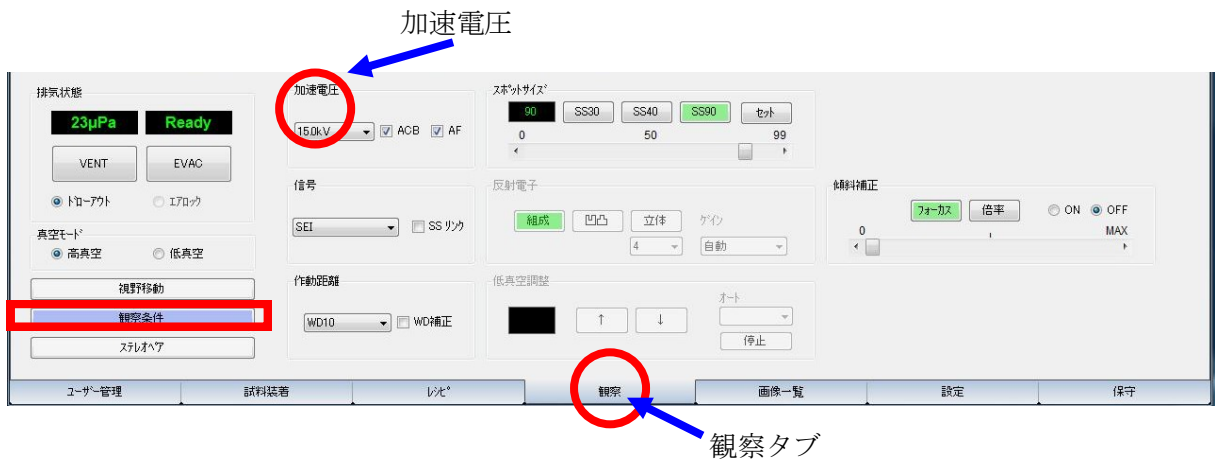 加速電圧
排気状態
23μPa Ready
VENT EVAC
ドローアウト エアロック
真空モード
高真空 低真空
視野移動
観察条件
ステレオペア
加速電圧
15.0kV ACB AF
信号
SEI SS リンク
作動距離
WD10 WD補正
スポットサイズ
90 SS30 SS40 SS90 セット
0 50 99
反射電子
組成 凹凸 立体 ゲイン
4 自動
低真空調整
オート
↑ ↓
停止
傾斜補正
フォーカス 倍率 ON OFF
0 MAX
ユーザー管理 試料装着 レシピ 観察 画像一覧 設定 保守
観察タブ